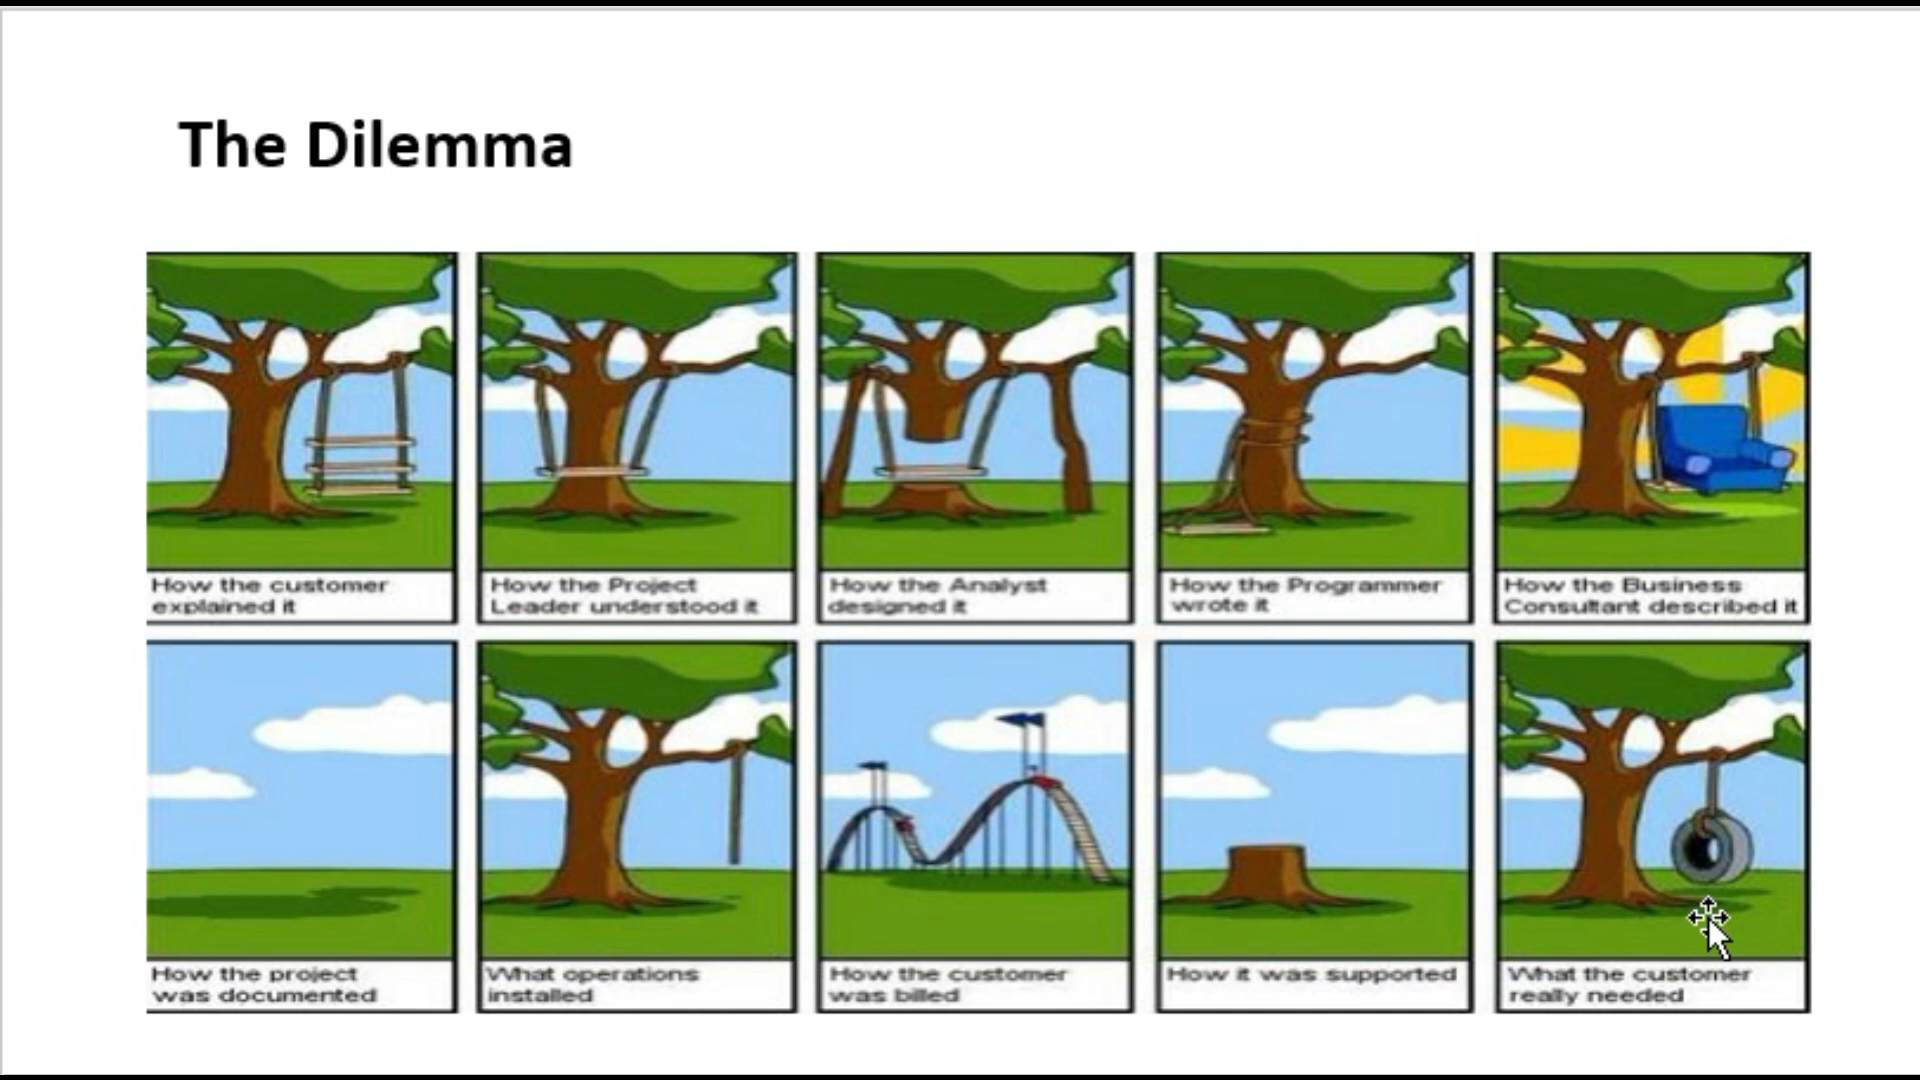 The Dilemma
How the customer
explained it
How the Project
Leader understood it
How the Analyst
designed it
How the Programmer
wrote it
How the Business
Consultant described it
How the project
was documented
What operations
installed
How the customer
was billed
How it was supported
What the customer
really needed